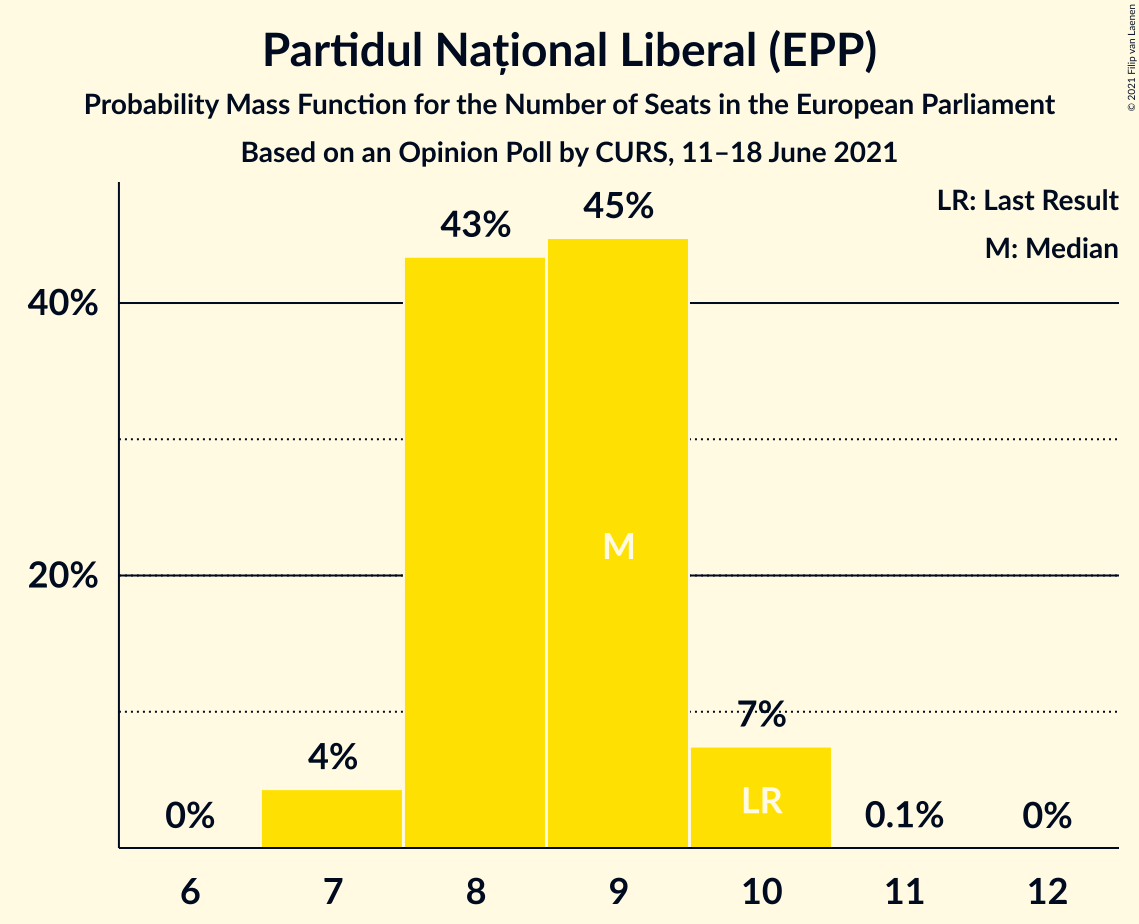 Partidul Național Liberal (EPP)
Probability Mass Function for the Number of Seats in the European Parliament
Based on an Opinion Poll by CURS, 11–18 June 2021
© 2021 Filip van Laenen
LR: Last Result
M: Median
45%
43%
40%
M
20%
7%
4%
LR
0%
0.1%
0%
6 7 8 9 10 11 12